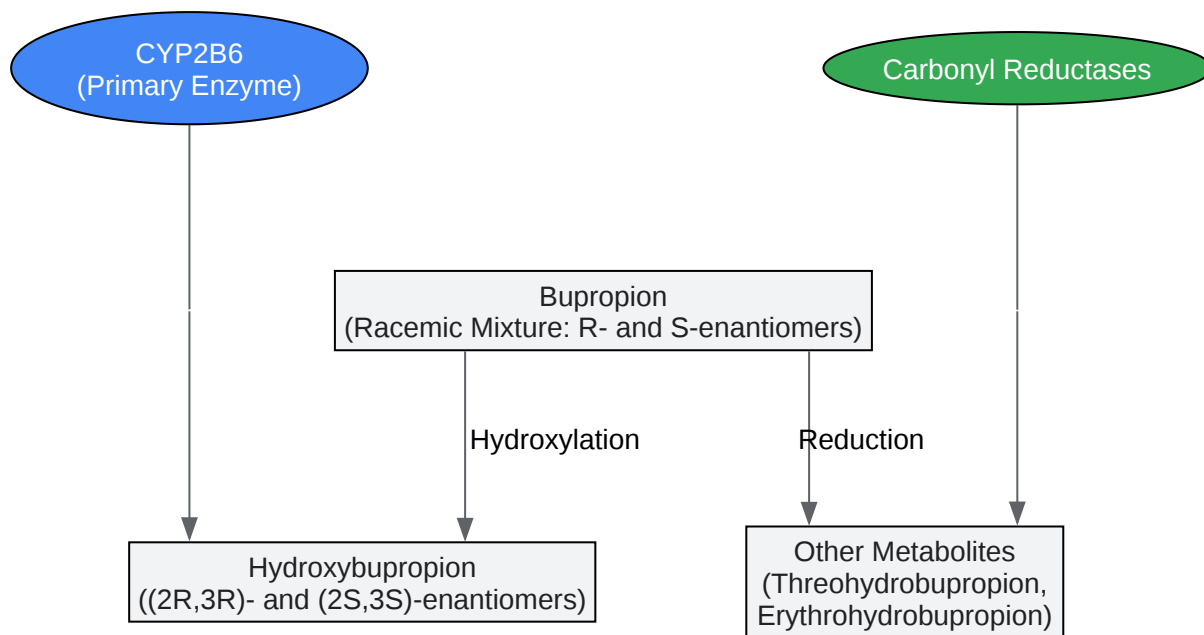 CYP2B6
(Primary Enzyme)
Carbonyl Reductases
Bupropion
(Racemic Mixture: R- and S-enantiomers)
Hydroxylation
Reduction
Hydroxybupropion
((2R,3R)- and (2S,3S)-enantiomers)
Other Metabolites
(Threohydrobupropion,
Erythrohydrobupropion)